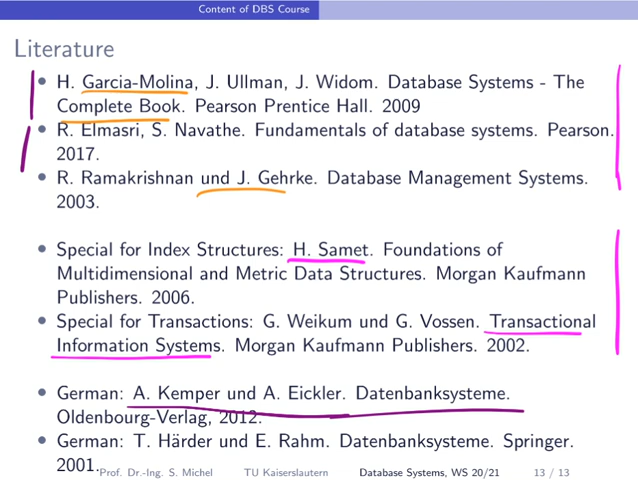 Content of DBS Course
Literature
• H. Garcia-Molina, J. Ullman, J. Widom. Database Systems - The
Complete Book. Pearson Prentice Hall. 2009
• R. Elmasri, S. Navathe. Fundamentals of database systems. Pearson.
2017.
• R. Ramakrishnan und J. Gehrke. Database Management Systems.
2003.
• Special for Index Structures: H. Samet. Foundations of
Multidimensional and Metric Data Structures. Morgan Kaufmann
Publishers. 2006.
• Special for Transactions: G. Weikum und G. Vossen. Transactional
Information Systems. Morgan Kaufmann Publishers. 2002.
• German: A. Kemper und A. Eickler. Datenbanksysteme.
Oldenbourg-Verlag, 2012.
• German: T. Härder und E. Rahm. Datenbanksysteme. Springer.
2001.
Prof. Dr.-Ing. S. Michel TU Kaiserslautern Database Systems, WS 20/21 13 / 13